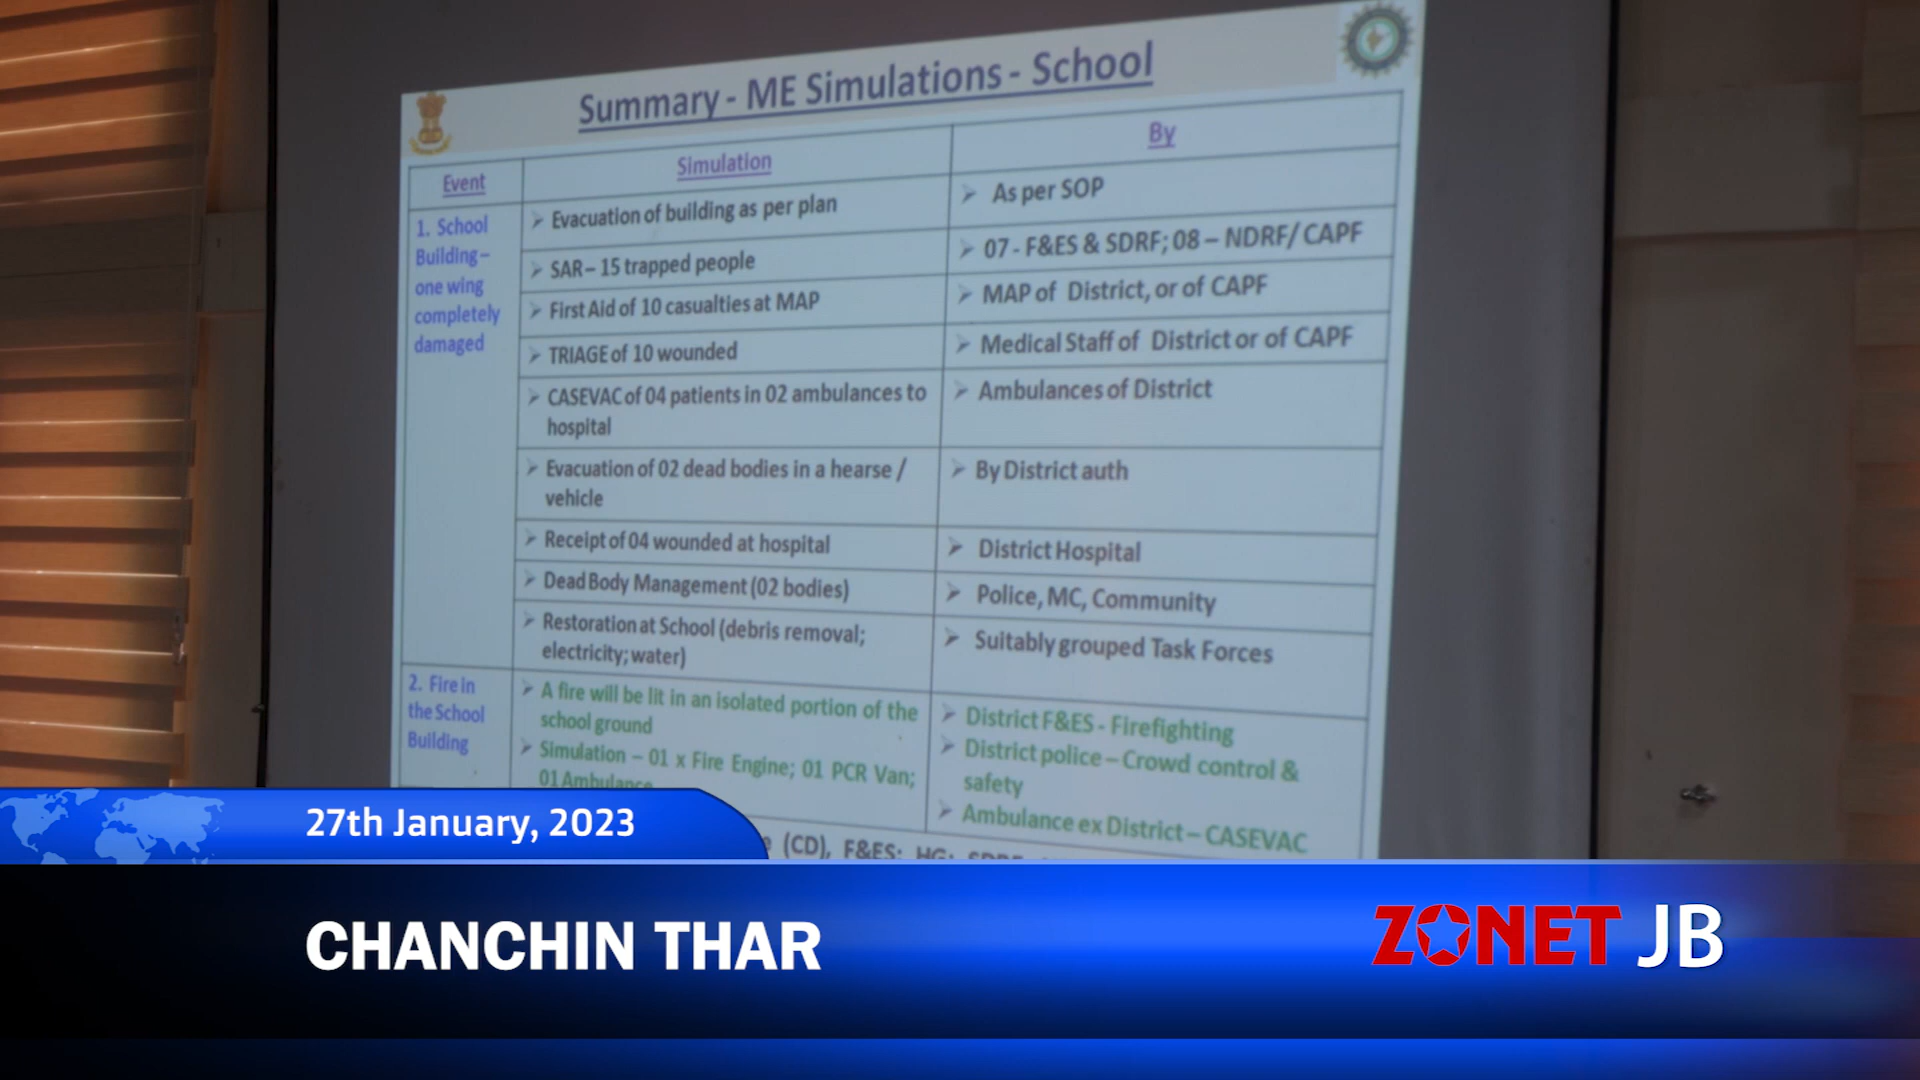 Summary - ME Simulations - School
Event
Simulation
By
1. School
Building –
one wing
completely
damaged
➢ Evacuation of building as per plan
➢ As per SOP
➢ SAR – 15 trapped people
➢ 07 - F&ES & SDRF; 08 – NDRF/ CAPF
➢ First Aid of 10 casualties at MAP
➢ MAP of District, or of CAPF
➢ TRIAGE of 10 wounded
➢ Medical Staff of District or of CAPF
➢ CASEVAC of 04 patients in 02 ambulances to
hospital
➢ Ambulances of District
➢ Evacuation of 02 dead bodies in a hearse /
vehicle
➢ By District auth
➢ Receipt of 04 wounded at hospital
➢ District Hospital
➢ Dead Body Management (02 bodies)
➢ Police, MC, Community
➢ Restoration at School (debris removal;
electricity; water)
➢ Suitably grouped Task Forces
2. Fire in
the School
Building
➢ A fire will be lit in an isolated portion of the
school ground
➢ Simulation – 01 x Fire Engine; 01 PCR Van;
01 Ambulance
➢ District F&ES - Firefighting
➢ District police – Crowd control &
safety
➢ Ambulance ex District – CASEVAC
(CD), F&ES; HG;
27th January, 2023
CHANCHIN THAR
ZONET JB